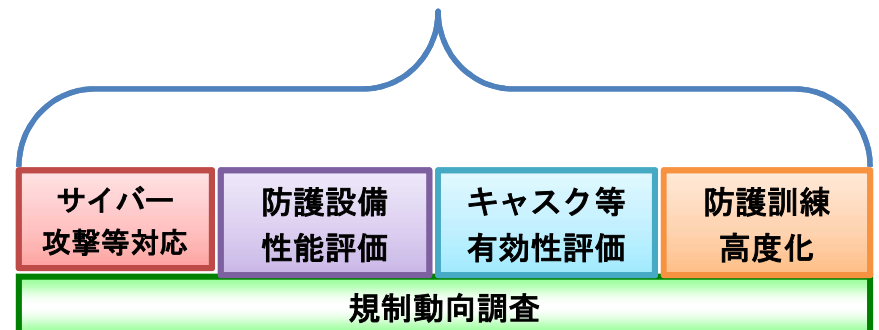 サイバー
攻撃等対応
防護設備
性能評価
キャスク等
有効性評価
防護訓練
高度化
規制動向調査